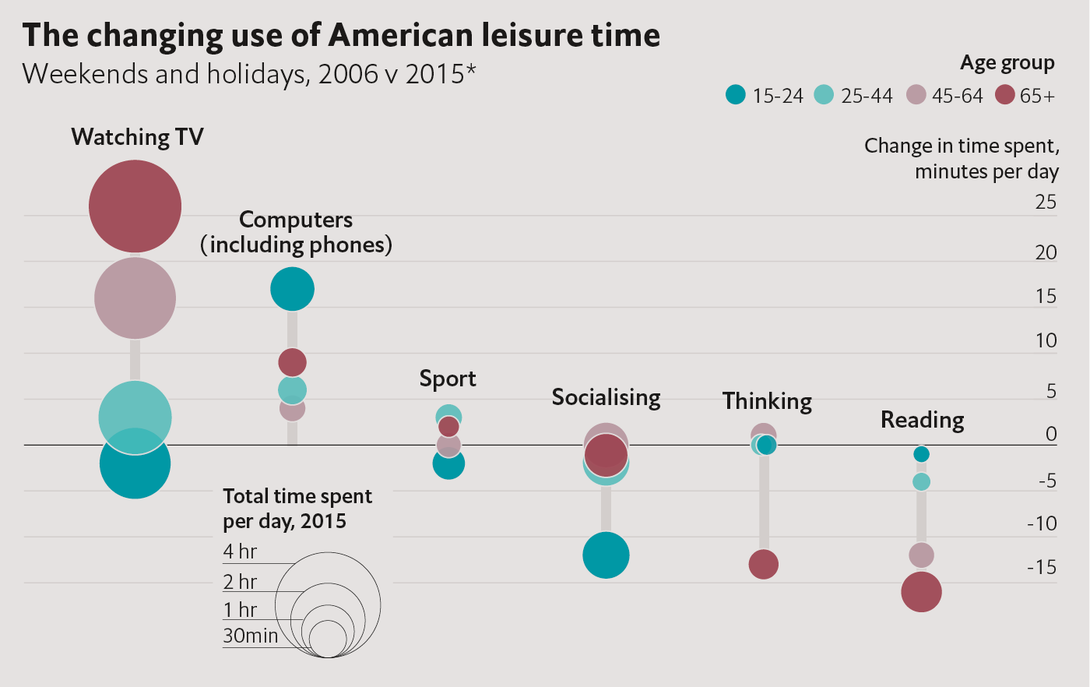 The changing use of American leisure time
Weekends and holidays, 2006 v 2015*
Age group
15-24 25-44 45-64 65+
Watching TV
Change in time spent,
minutes per day
25
Computers
(including phones)
20
15
10
Sport
5
Socialising
Thinking
Reading
0
-5
Total time spent
per day, 2015
-10
4 hr
-15
2 hr
1 hr
30min